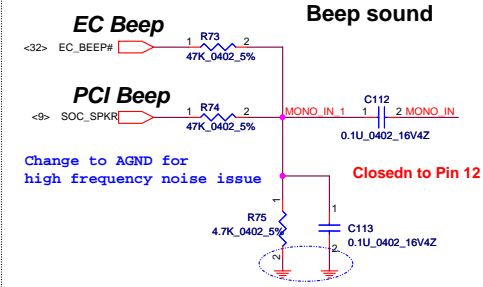 Beep sound
EC Beep
<32> EC_BEEP#
1 R73 2
47K_0402_5%
PCI Beep
<9> SOC_SPKR
1 R74 2
47K_0402_5%
MONO_IN_1
C112
1 2 MONO_IN
0.1U_0402_16V4Z
Change to AGND for
high frequency noise issue
Closedn to Pin 12
1
R75
4.7K_0402_5%
2
1
C113
0.1U_0402_16V4Z
2